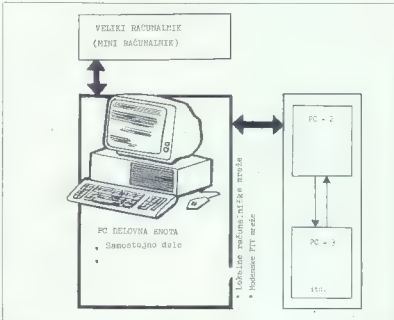 VELIKI RAČUNALNIK
(MINI RAČUNALNIK)
PC - 2
PC - 3
itd.
PC DELOVNA ENOTA
• Samostojno delo
•
• Lokalne računalniške mreže
• Modemske PTT mreže